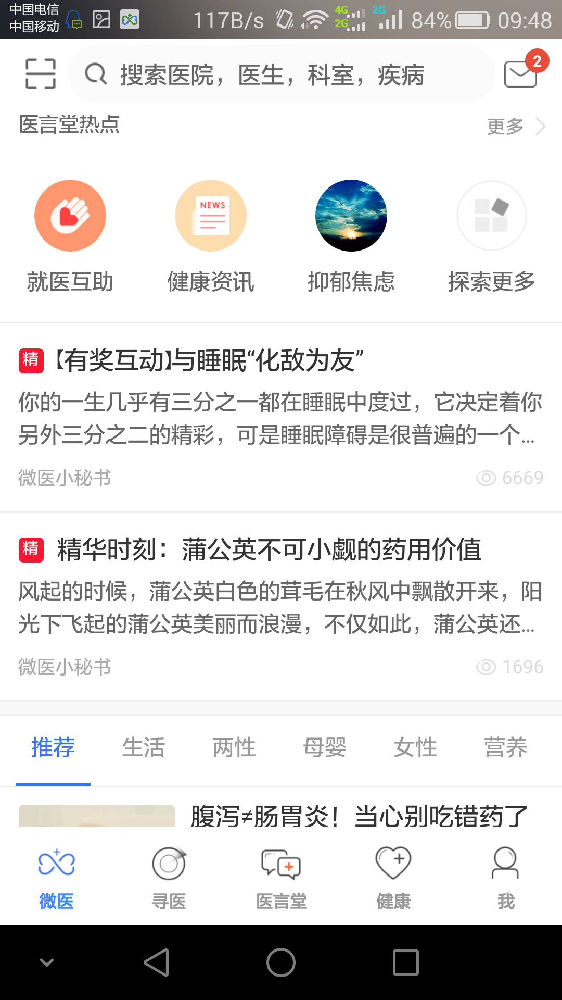 中国电信
中国移动
117B/s
4G
2G
2G
84%
09:48
搜索医院，医生，科室，疾病
2
医言堂热点
更多
NEWS
就医互助
健康资讯
抑郁焦虑
探索更多
精 【有奖互动】与睡眠“化敌为友”
你的一生几乎有三分之一都在睡眠中度过，它决定着你
另外三分之二的精彩，可是睡眠障碍是很普遍的一个...
微医小秘书
6669
精 精华时刻：蒲公英不可小觑的药用价值
风起的时候，蒲公英白色的茸毛在秋风中飘散开来，阳
光下飞起的蒲公英美丽而浪漫，不仅如此，蒲公英还...
微医小秘书
1696
推荐
生活
两性
母婴
女性
营养
腹泻≠肠胃炎！当心别吃错药了
微医
寻医
医言堂
健康
我